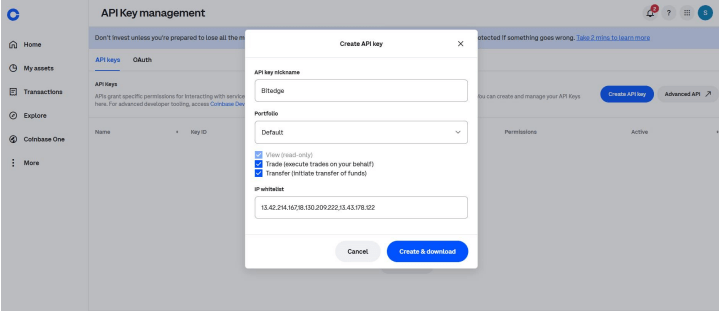 API Key management
2
?
S
Don't Invest unless you're prepared to lose all the m
otected if something goes wrong. Take 2 mins to learn more
Home
My assets
Transactions
Explore
Coinbase One
More
API keys OAuth
API Keys
APIs grant specific permissions for interacting with service
here. For advanced developer tooling, access Coinbase Dev
You can create and manage your API Keys
Create API key
Advanced API
Name
Key ID
Permissions
Active
Create API key
API key nickname
Bitedge
Portfolio
Default
View (read-only)
Trade (execute trades on your behalf)
Transfer (initiate transfer of funds)
IP whitelist
13.42.214.167,18.130.209.222,13.43.178.122
Cancel
Create & download